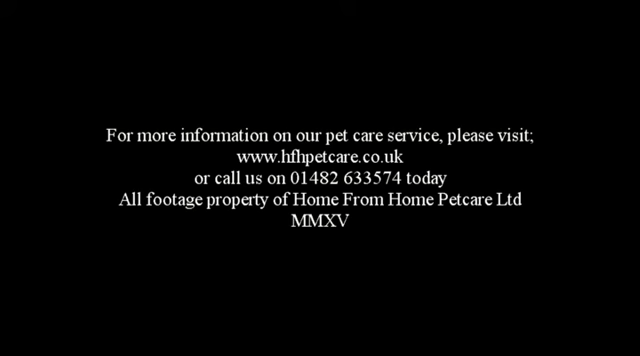 For more information on our pet care service, please visit;
www.hfhpetcare.co.uk
or call us on 01482 633574 today
All footage property of Home From Home Petcare Ltd
MMXV